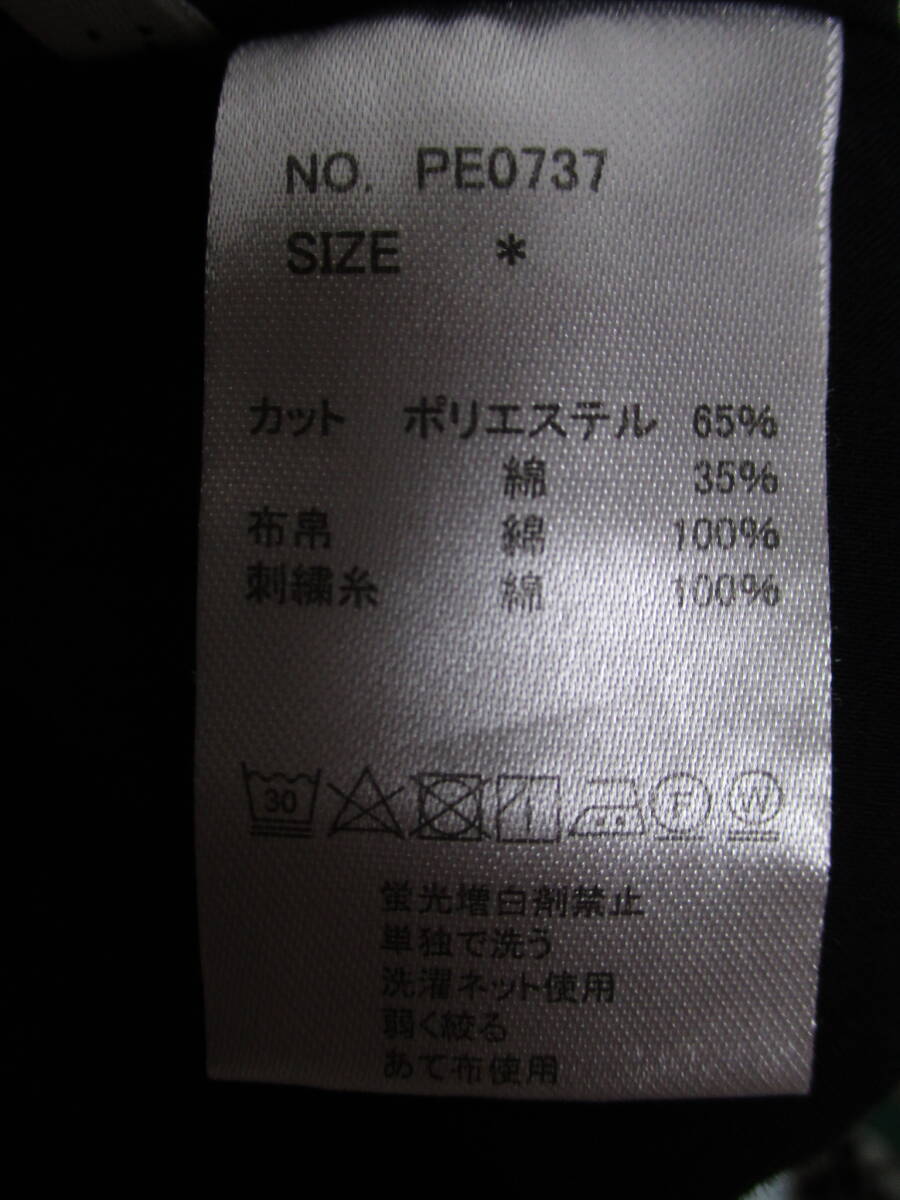 NO. PE0737
SIZE *
カット ポリエステル 65%
綿 35%
布帛 綿 100%
刺繍糸 綿 100%
30 F W
蛍光増白剤禁止
単独で洗う
洗濯ネット使用
弱く絞る
あて布使用